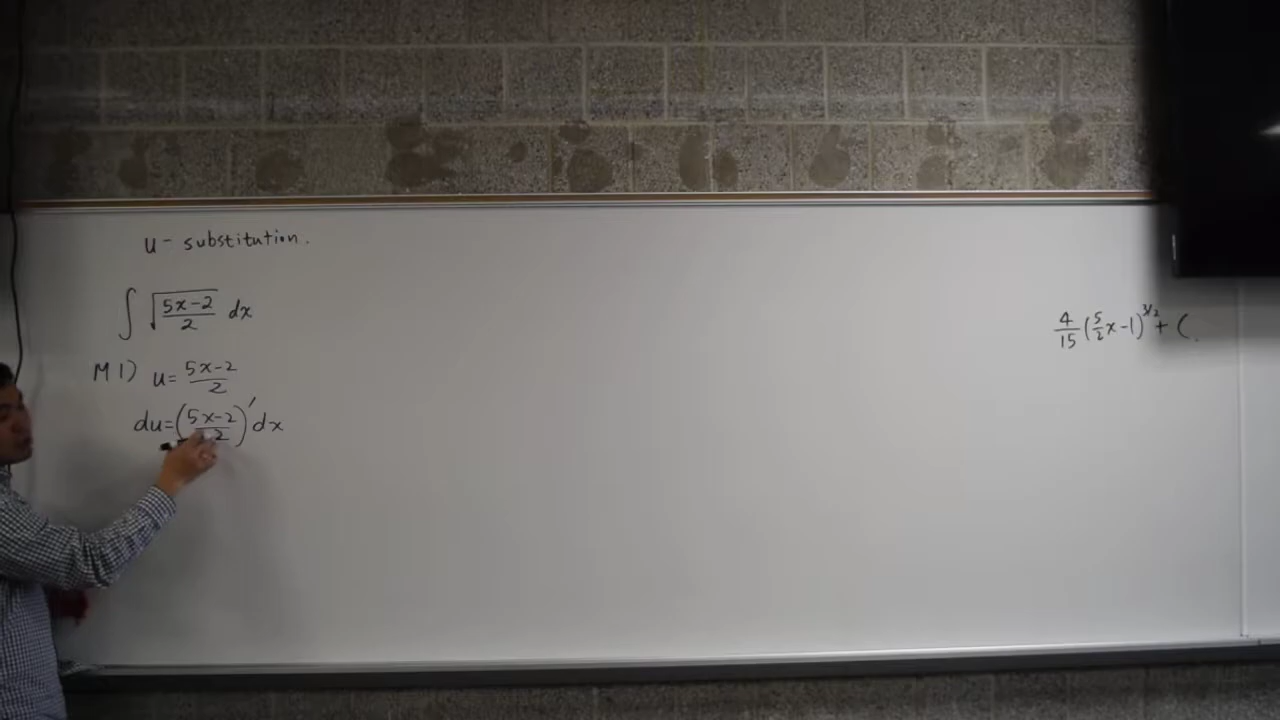 u - substitution.
∫ √((5x-2)/2) dx
M1) u = (5x-2)/2
du = ((5x-2)/2)' dx
4/15 (5/2 x - 1)^3/2 + C